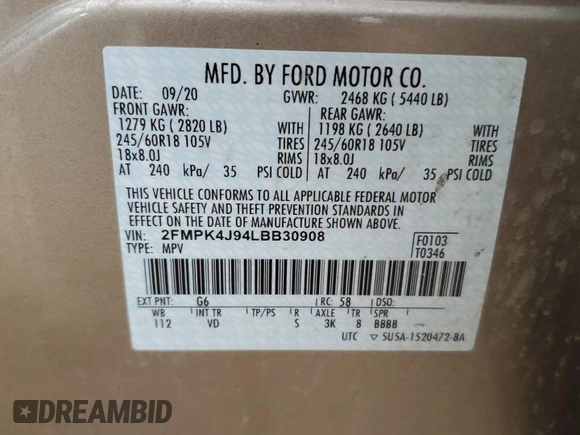 MFD. BY FORD MOTOR CO.
DATE: 09/20 GVWR: 2468 KG ( 5440 LB)
FRONT GAWR: REAR GAWR:
1279 KG ( 2820 LB) WITH 1198 KG ( 2640 LB) WITH
245/60R18 105V TIRES 245/60R18 105V TIRES
18x8.0J RIMS 18x8.0J RIMS
AT 240 kPa/ 35 PSI COLD AT 240 kPa/ 35 PSI COLD
THIS VEHICLE CONFORMS TO ALL APPLICABLE FEDERAL MOTOR
VEHICLE SAFETY AND THEFT PREVENTION STANDARDS IN
EFFECT ON THE DATE OF MANUFACTURE SHOWN ABOVE.
VIN: 2FMPK4J94LBB30908 F0103
TYPE: MPV T0346
EXT PNT: G6 RC: 58 DSO:
WB INT TR TP/PS R AXLE TR SPR
112 VD S 3K 8 BBBB
UTC ▽ 5U5A-1520472-BA
DREAMBID